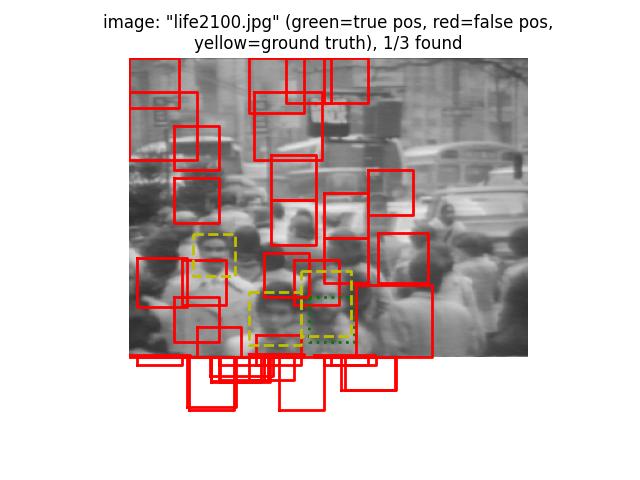 image: "life2100.jpg" (green=true pos, red=false pos,
yellow=ground truth), 1/3 found